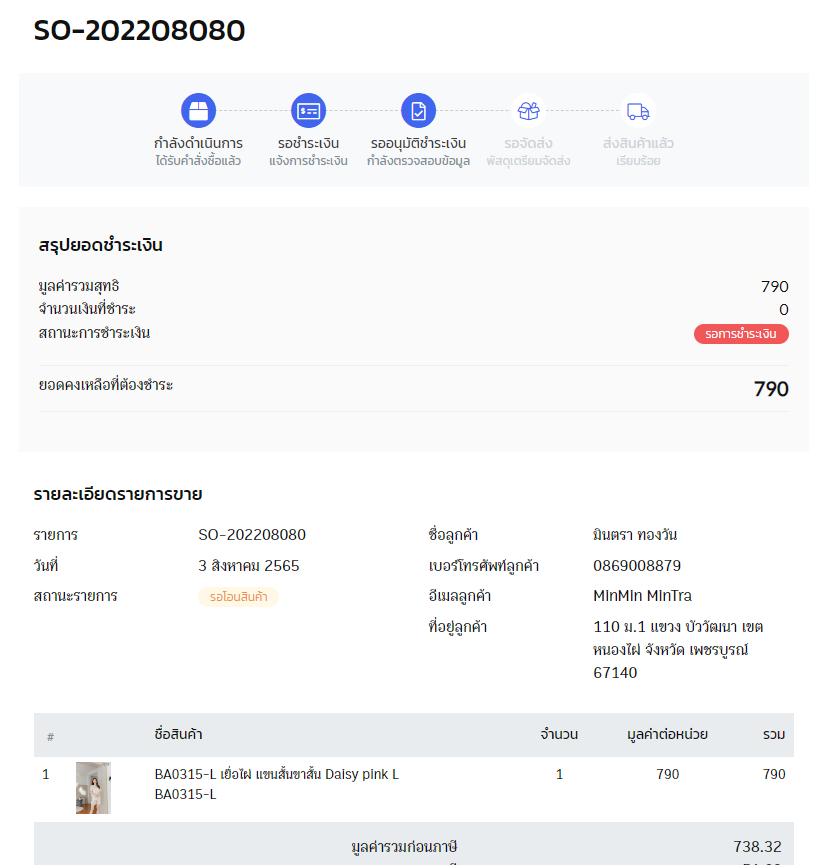 SO-202208080
กำลังดำเนินการ รอชำระเงิน รออนุมัติชำระเงิน รอจัดส่ง ส่งสินค้าแล้ว
ได้รับคำสั่งซื้อแล้ว แจ้งการชำระเงิน กำลังตรวจสอบข้อมูล พัสดุเตรียมจัดส่ง เรียบร้อย
สรุปยอดชำระเงิน
มูลค่ารวมสุทธิ 790
จำนวนเงินที่ชำระ 0
สถานะการชำระเงิน รอการชำระเงิน
ยอดคงเหลือที่ต้องชำระ 790
รายละเอียดรายการขาย
รายการ SO-202208080 ชื่อลูกค้า มินตรา ทองวัน
วันที่ 3 สิงหาคม 2565 เบอร์โทรศัพท์ลูกค้า 0869008879
สถานะรายการ รอโอนสินค้า อีเมลลูกค้า MinMin MinTra
ที่อยู่ลูกค้า 110 ม.1 แขวง บัววัฒนา เขต
หนองไผ่ จังหวัด เพชรบูรณ์
67140
# ชื่อสินค้า จำนวน มูลค่าต่อหน่วย รวม
1 BA0315-L เยื่อไผ่ แขนสั้นขาสั้น Daisy pink L 1 790 790
BA0315-L
มูลค่ารวมก่อนภาษี 738.32